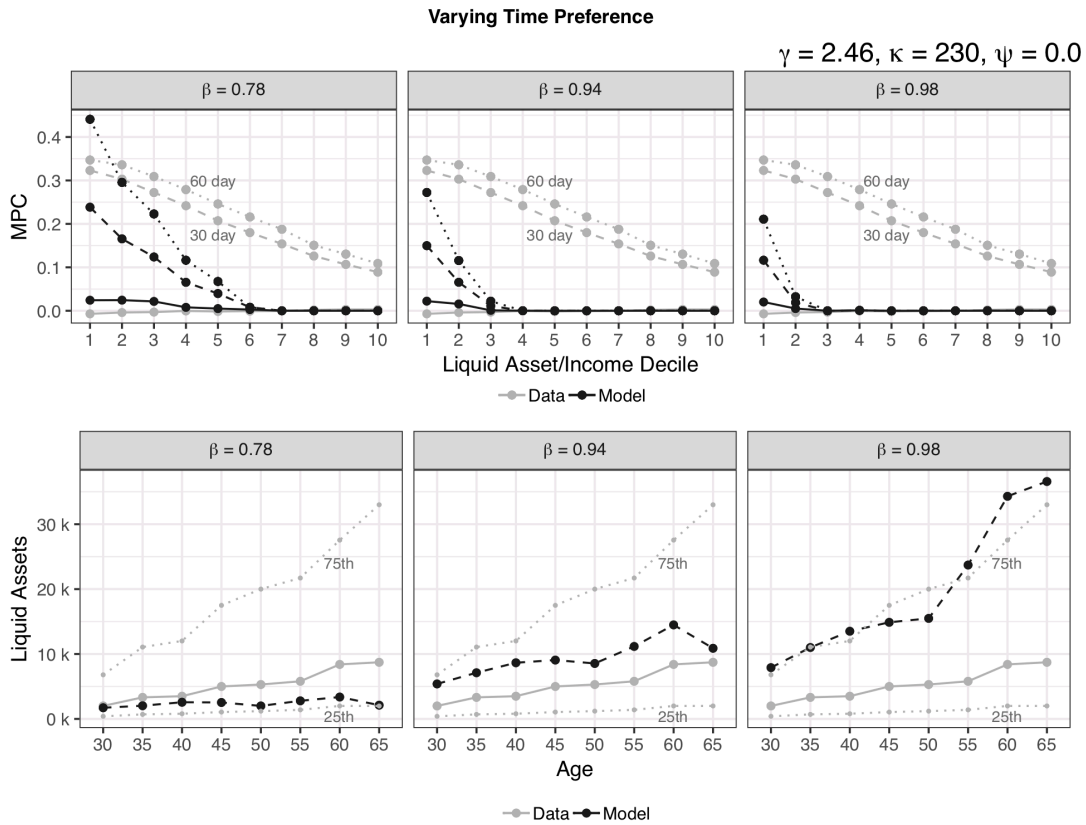 Varying Time Preference
γ = 2.46, κ = 230, ψ = 0.0
β = 0.78 β = 0.94 β = 0.98
MPC
0.4
0.3
0.2
0.1
0.0
60 day 60 day 60 day
30 day 30 day 30 day
1 2 3 4 5 6 7 8 9 10 1 2 3 4 5 6 7 8 9 10 1 2 3 4 5 6 7 8 9 10
Liquid Asset/Income Decile
Data Model
β = 0.78 β = 0.94 β = 0.98
Liquid Assets
30 k
20 k
10 k
0 k
75th 75th 75th
25th 25th 25th
30 35 40 45 50 55 60 65 30 35 40 45 50 55 60 65 30 35 40 45 50 55 60 65
Age
Data Model